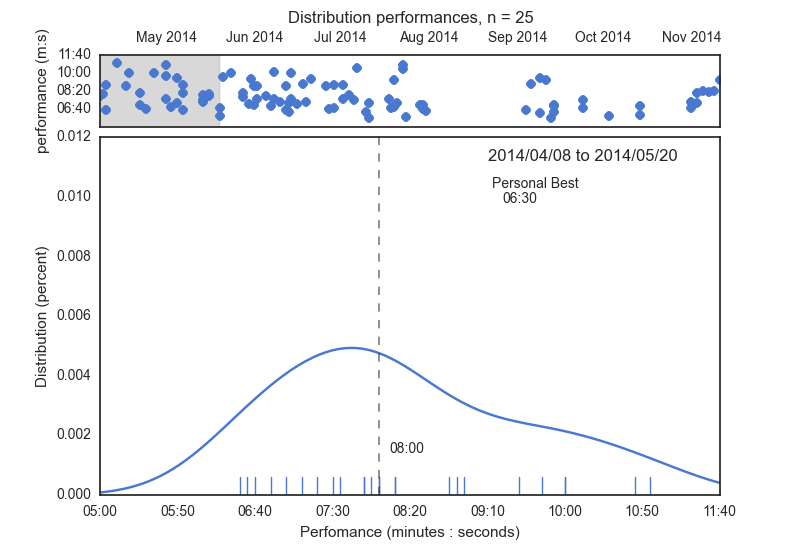 Distribution performances, n = 25
May 2014 Jun 2014 Jul 2014 Aug 2014 Sep 2014 Oct 2014 Nov 2014
performance (m:s)
11:40
10:00
08:20
06:40
Distribution (percent)
0.012
0.010
0.008
0.006
0.004
0.002
0.000
2014/04/08 to 2014/05/20
Personal Best
06:30
08:00
05:00 05:50 06:40 07:30 08:20 09:10 10:00 10:50 11:40
Perfomance (minutes : seconds)